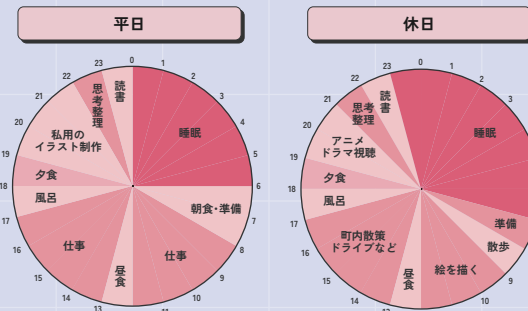 平日
0
1
2
3
4
5
6
7
8
9
10
11
13
14
15
16
17
18
19
20
21
22
23
睡眠
朝食・準備
仕事
昼食
仕事
風呂
夕食
私用の
イラスト制作
思考整理
読書
休日
0
1
2
3
9
10
14
15
16
17
18
19
20
21
22
23
睡眠
準備
散歩
絵を描く
昼食
町内散策
ドライブなど
風呂
夕食
アニメ
ドラマ視聴
思考
整理
読書